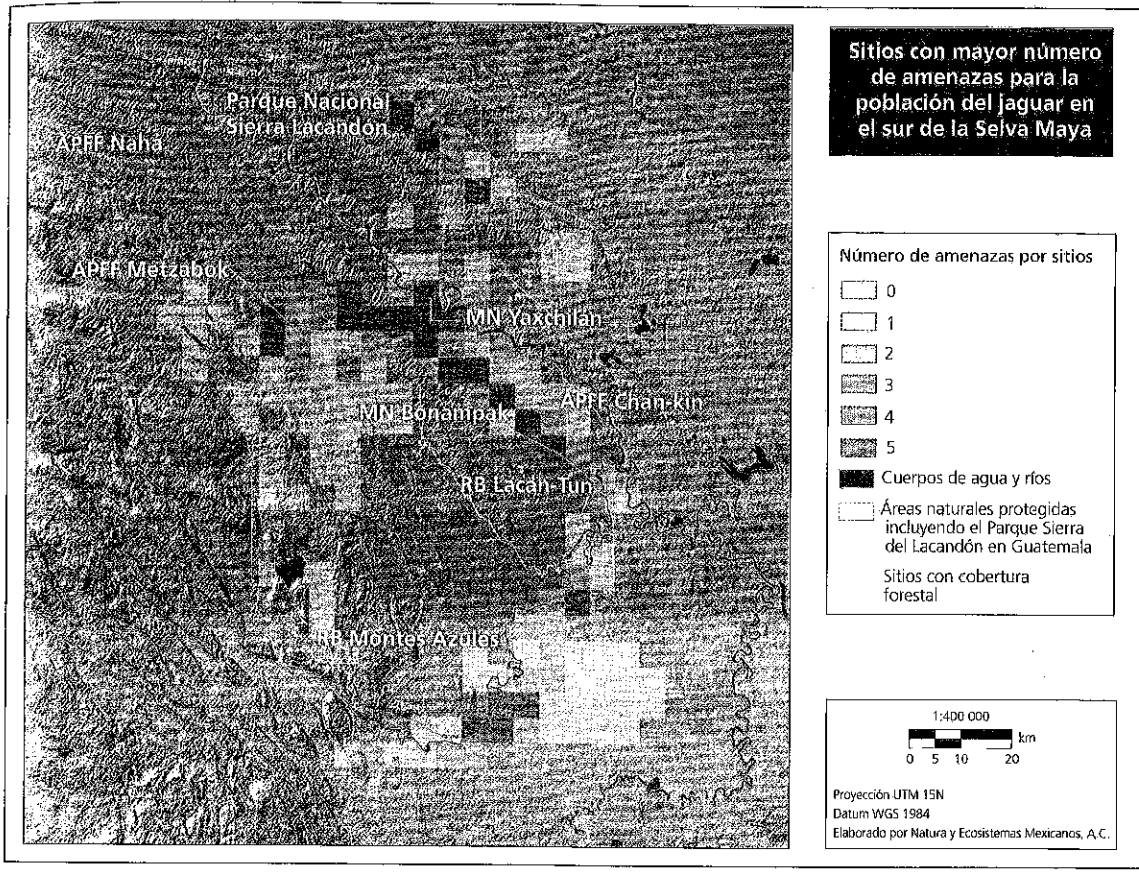 Sitios con mayor número
de amenazas para la
población del jaguar en
el sur de la Selva Maya
Parque Nacional
Sierra Lacandón
APFF Nahá
APFF Metzabok
MN Yaxchilán
MN Bonampak
APFF Chan-kin
RB Lacan-Tun
RB Montes Azules
Número de amenazas por sitios
0
1
2
3
4
5
Cuerpos de agua y ríos
Áreas naturales protegidas
incluyendo el Parque Sierra
del Lacandón en Guatemala
Sitios con cobertura
forestal
1:400 000
km
0 5 10 20
Proyección UTM 15N
Datum WGS 1984
Elaborado por Natura y Ecosistemas Mexicanos, A.C.